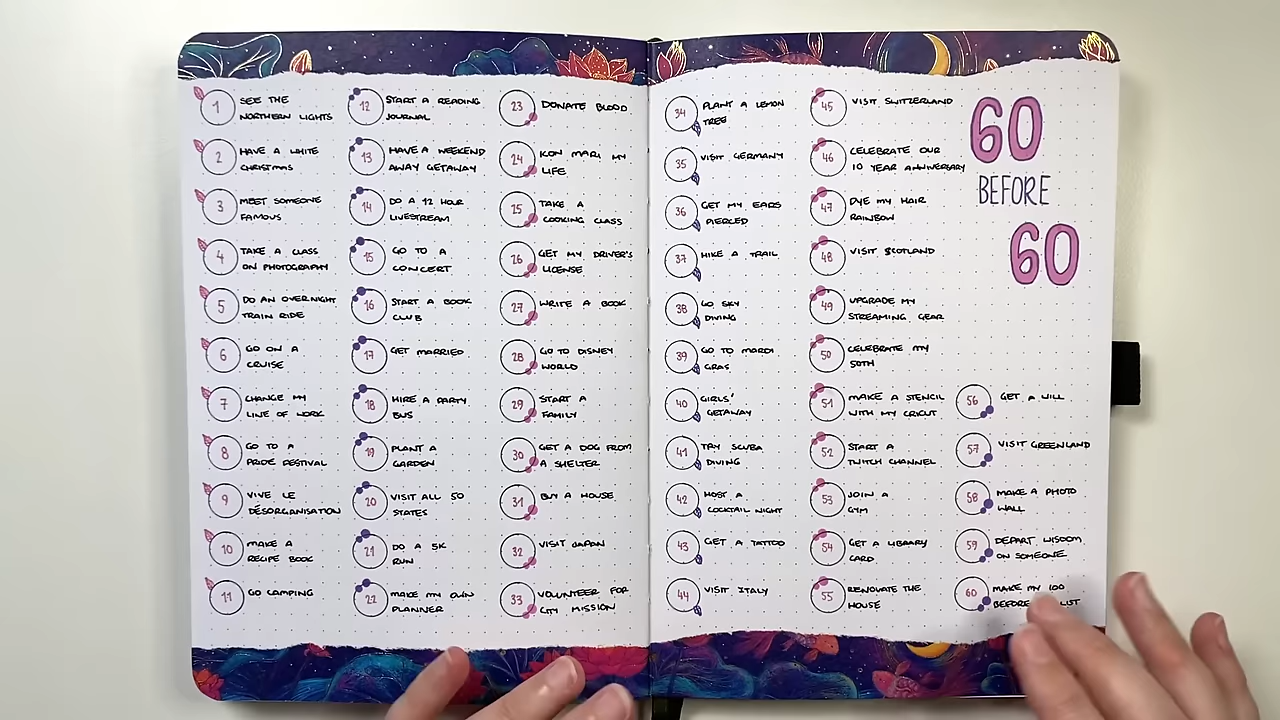 1 SEE THE
NORTHERN LIGHTS
2 HAVE A WHITE
CHRISTMAS
3 MEET SOMEONE
FAMOUS
4 TAKE A CLASS
ON PHOTOGRAPHY
5 DO AN OVERNIGHT
TRAIN RIDE
6 GO ON A
CRUISE
7 CHANGE MY
LINE OF WORK
8 GO TO A
PRIDE FESTIVAL
9 VIVE LE
DÉSORGANISATION
10 MAKE A
RECIPE BOOK
11 GO CAMPING
12 START A READING
JOURNAL
13 HAVE A WEEKEND
AWAY GETAWAY
14 DO A 12 HOUR
LIVESTREAM
15 GO TO A
CONCERT
16 START A BOOK
CLUB
17 GET MARRIED
18 HIRE A PARTY
BUS
19 PLANT A
GARDEN
20 VISIT ALL 50
STATES
21 DO A 5K
RUN
22 MAKE MY OWN
PLANNER
23 DONATE BLOOD
24 KON MARI MY
LIFE
25 TAKE A
COOKING CLASS
26 GET MY DRIVER'S
LICENSE
27 WRITE A BOOK
28 GO TO DISNEY
WORLD
29 START A
FAMILY
30 GET A DOG FROM
A SHELTER
31 BUY A HOUSE
32 VISIT JAPAN
33 VOLUNTEER FOR
CITY MISSION
34 PLANT A LEMON
TREE
35 VISIT GERMANY
36 GET MY EARS
PIERCED
37 HIKE A TRAIL
38 GO SKY
DIVING
39 GO TO MARDI
GRAS
40 GIRLS'
GETAWAY
41 TRY SCUBA
DIVING
42 HOST A
COCKTAIL NIGHT
43 GET A TATTOO
44 VISIT ITALY
45 VISIT SWITZERLAND
46 CELEBRATE OUR
10 YEAR ANNIVERSARY
47 DYE MY HAIR
RAINBOW
48 VISIT SCOTLAND
49 UPGRADE MY
STREAMING GEAR
50 CELEBRATE MY
50TH
51 MAKE A STENCIL
WITH MY CRICUT
52 START A
TWITCH CHANNEL
53 JOIN A
GYM
54 GET A LIBRARY
CARD
55 RENOVATE THE
HOUSE
60
BEFORE
60
56 GET A WILL
57 VISIT GREENLAND
58 MAKE A PHOTO
WALL
59 DEPART WISDOM
ON SOMEONE
60 MAKE MY 100
BEFORE LIST